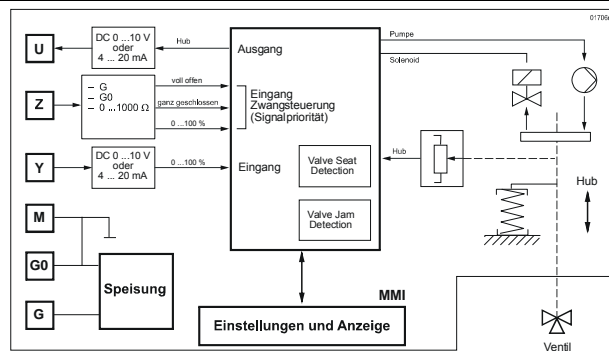 01706
U
DC 0 ...10 V
oder
4 ... 20 mA
Hub
Ausgang
Pumpe
Solenoid
Z
– G
– G0
– 0 ...1000 Ω
voll offen
ganz geschlossen
0 ...100 %
Eingang
Zwangsteuerung
(Signalpriorität)
Y
DC 0 ...10 V
oder
4 ... 20 mA
0 ...100 %
Eingang
Valve Seat
Detection
Valve Jam
Detection
Hub
Hub
M
G0
G
Speisung
MMI
Einstellungen und Anzeige
Ventil